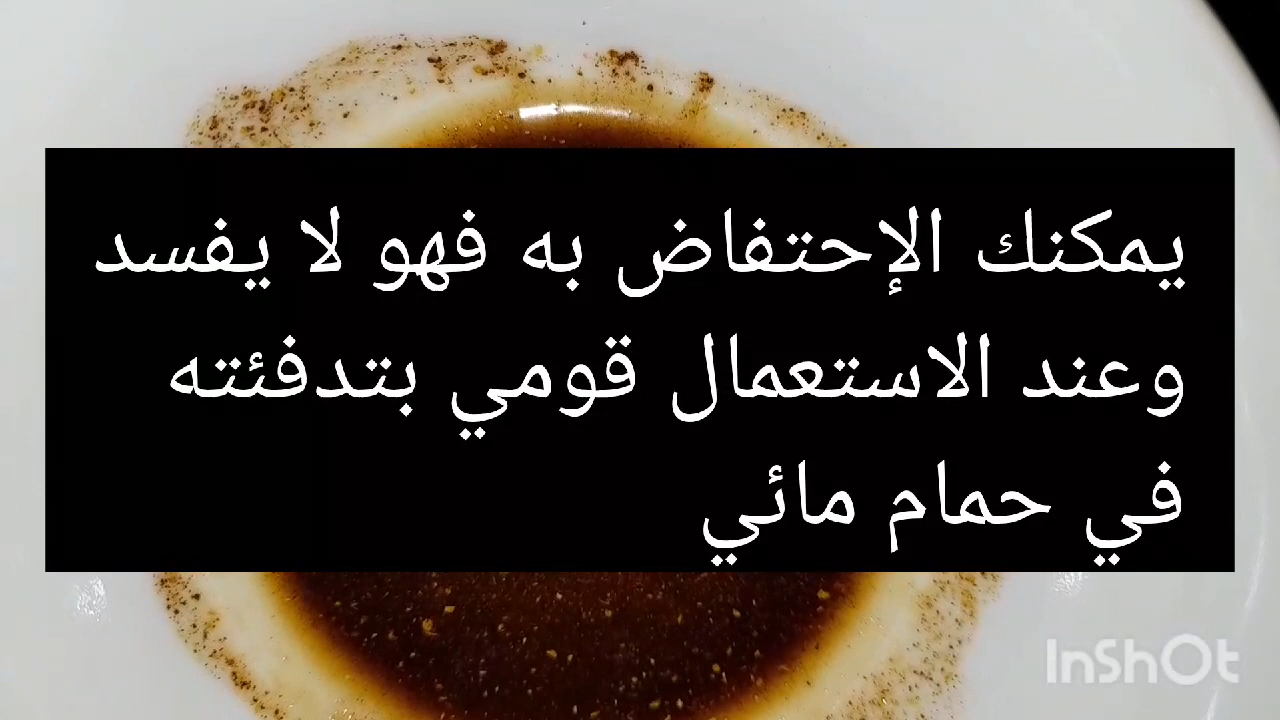 يمكنك الإحتفاض به فهو لا يفسد
وعند الاستعمال قومي بتدفئته
في حمام مائي
InShOt